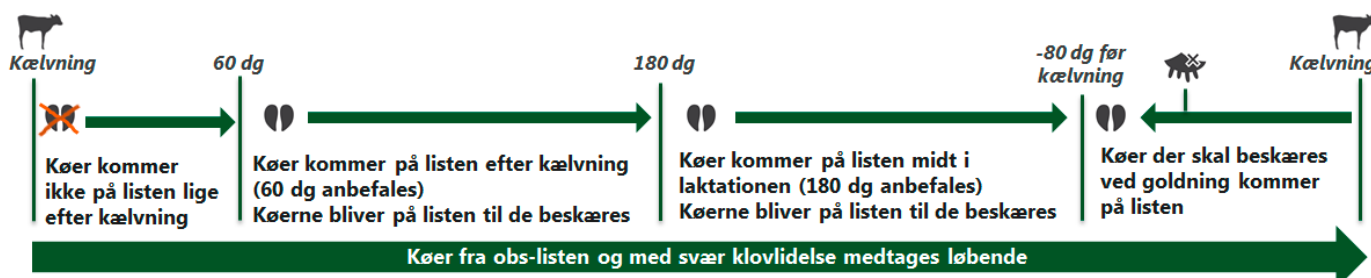 Kælvning
60 dg
180 dg
-80 dg før
kælvning
Kælvning
Køer kommer
ikke på listen lige
efter kælvning
Køer kommer på listen efter kælvning
(60 dg anbefales)
Køerne bliver på listen til de beskæres
Køer kommer på listen midt i
laktationen (180 dg anbefales)
Køerne bliver på listen til de beskæres
Køer der skal beskæres
ved goldning kommer
på listen
Køer fra obs-listen og med svær klovlidelse medtages løbende